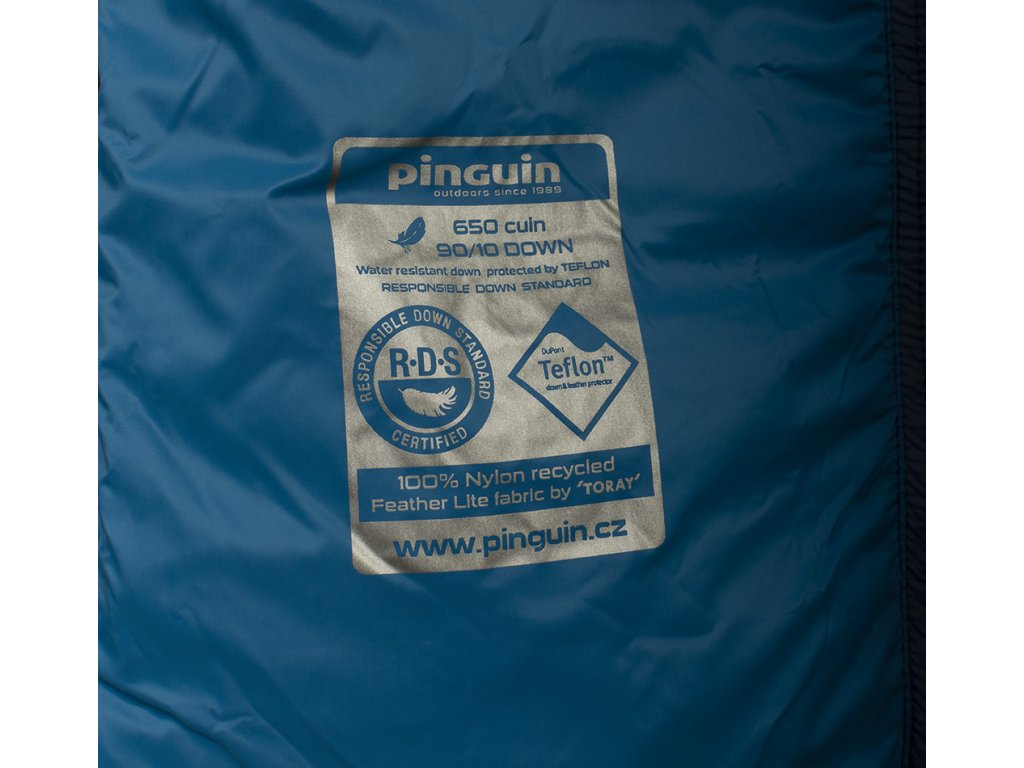 pinguin
outdoors since 1989
650 cuin
90/10 DOWN
Water resistant down protected by TEFLON
RESPONSIBLE DOWN STANDARD
RESPONSIBLE DOWN STANDARD
R·D·S
CERTIFIED
DuPont
Teflon™
down & feather protector
100% Nylon recycled
Feather Lite fabric by ‘TORAY’
www.pinguin.cz